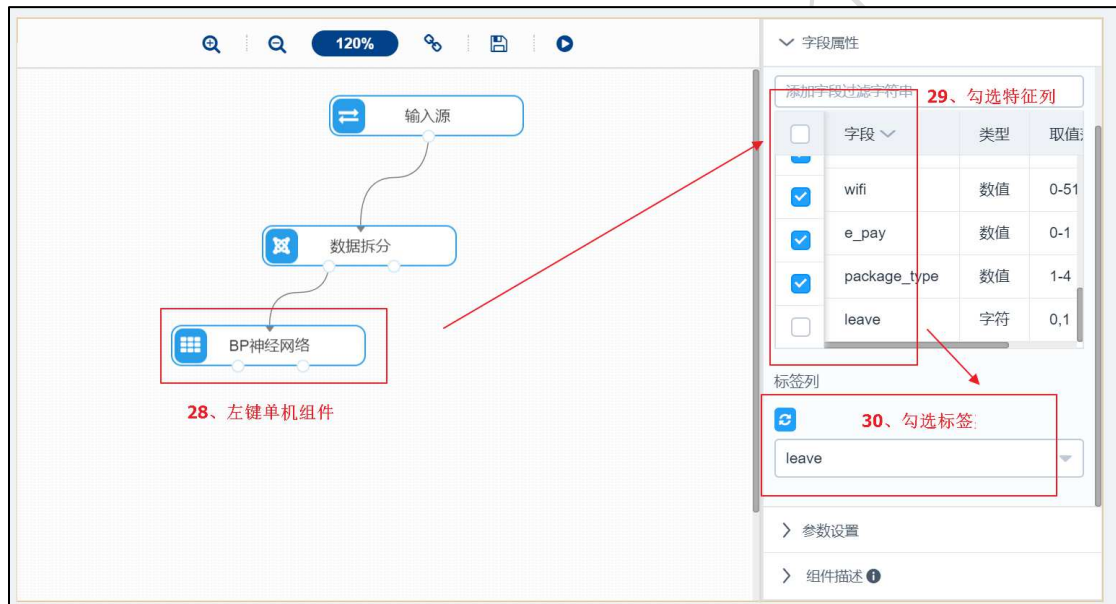 120%
输入源
数据拆分
BP神经网络
28、左键单机组件
字段属性
添加字段过滤字符串
29、勾选特征列
字段 类型 取值
wifi 数值 0-51
e_pay 数值 0-1
package_type 数值 1-4
leave 字符 0,1
标签列
30、勾选标签
leave
参数设置
组件描述